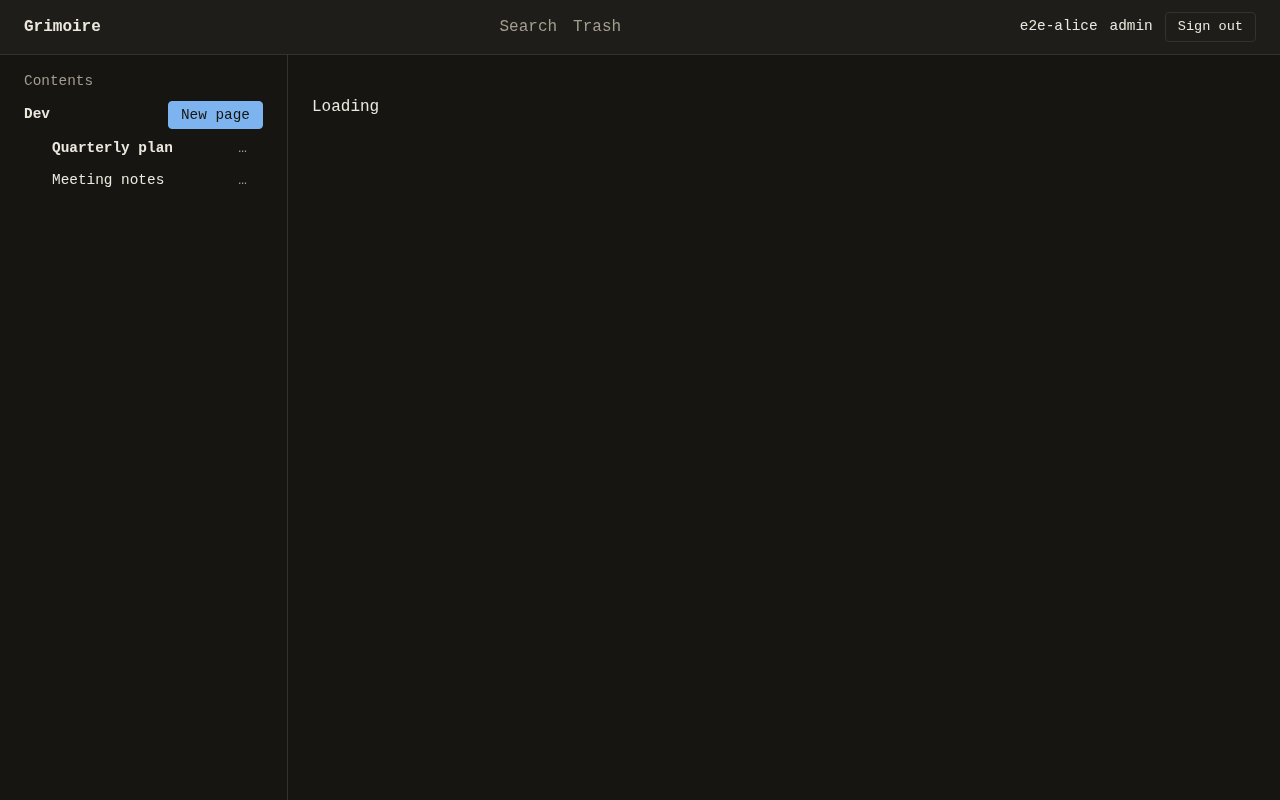 Grimoire
Search Trash
e2e-alice admin Sign out
Contents
Dev New page
Quarterly plan …
Meeting notes …
Loading